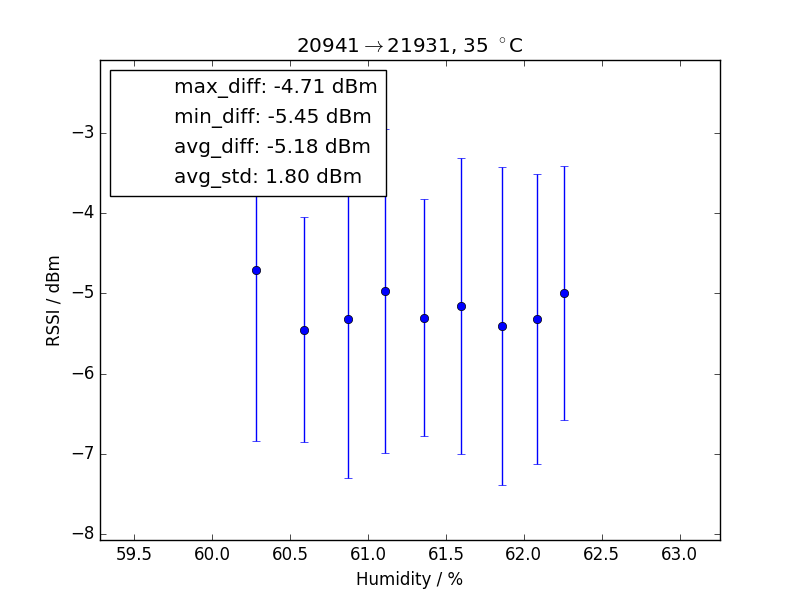 20941→21931, 35 °C
max_diff: -4.71 dBm
min_diff: -5.45 dBm
avg_diff: -5.18 dBm
avg_std: 1.80 dBm
RSSI / dBm
−3
−4
−5
−6
−7
−8
59.5 60.0 60.5 61.0 61.5 62.0 62.5 63.0
Humidity / %